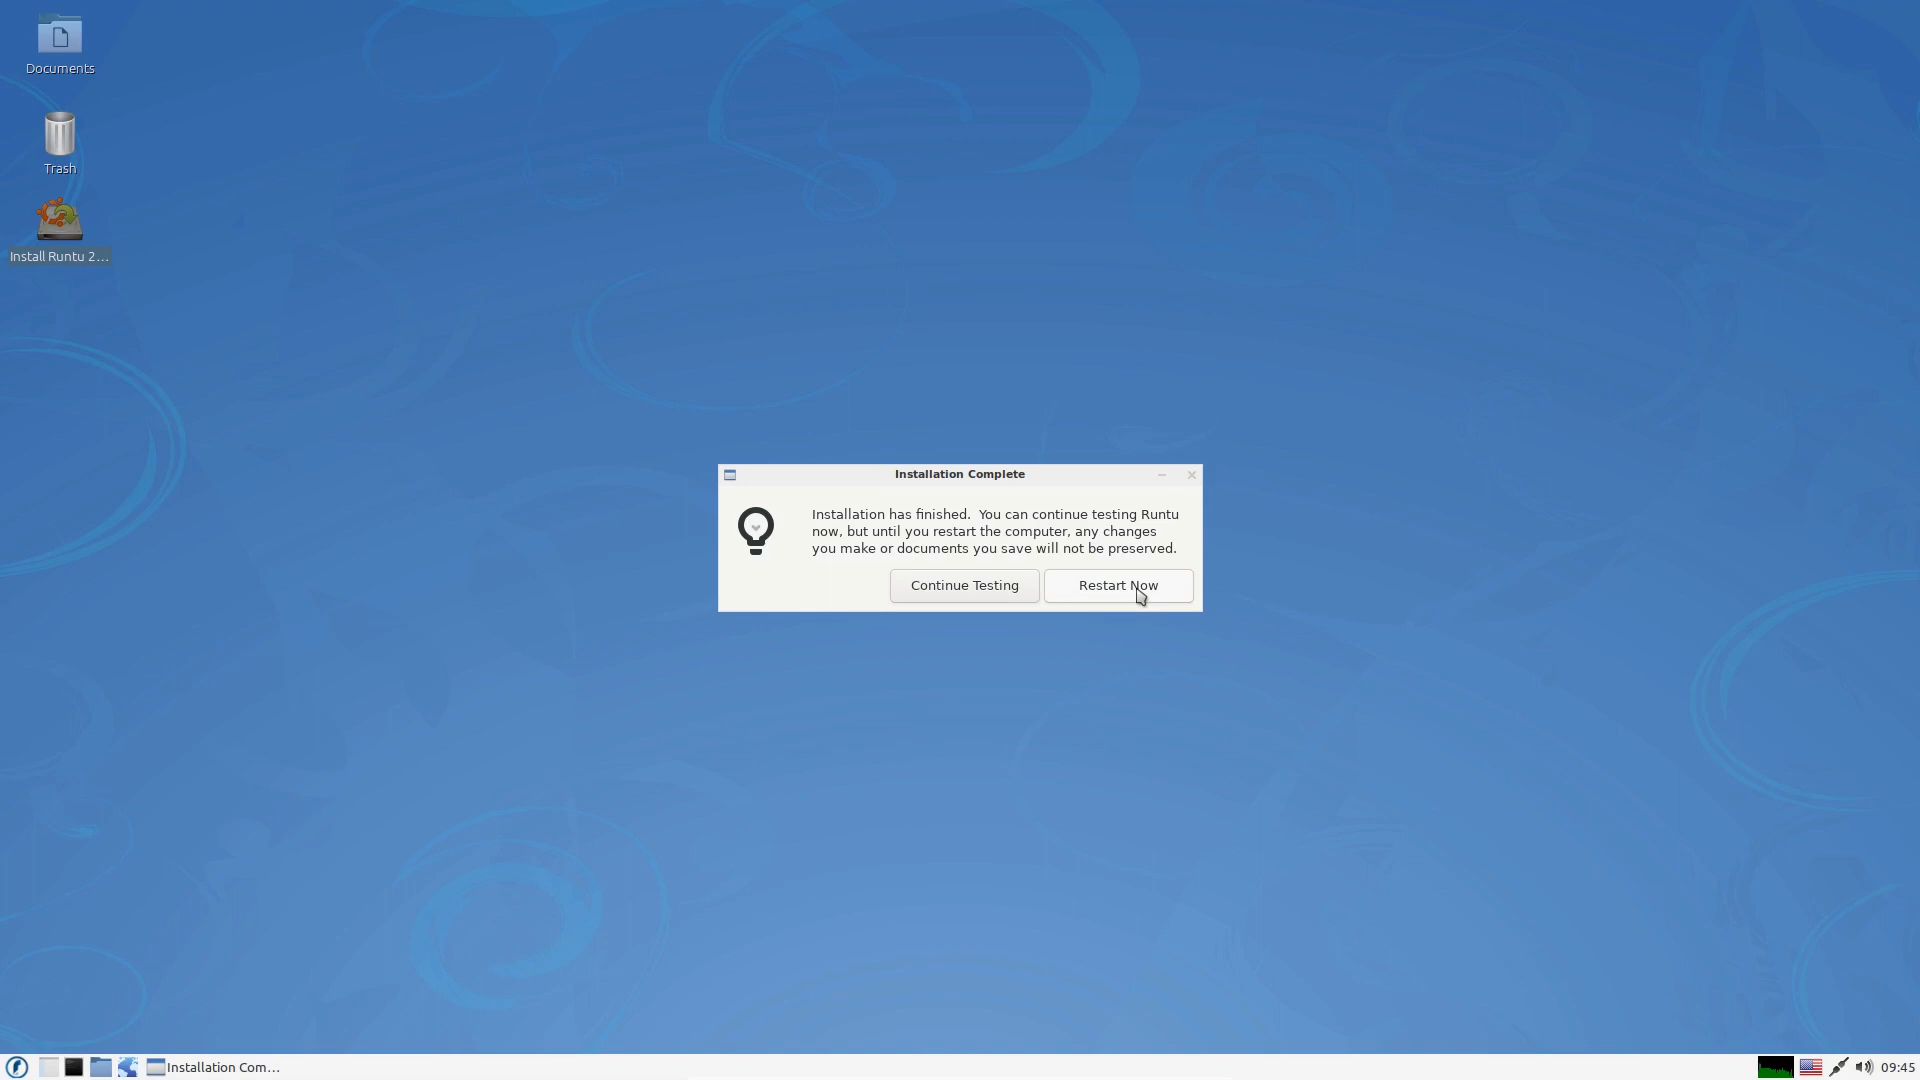 Documents
Trash
Install Runtu 2...
Installation Complete
Installation has finished.  You can continue testing Runtu
now, but until you restart the computer, any changes
you make or documents you save will not be preserved.
Continue Testing
Restart Now
Installation Com...
09:45